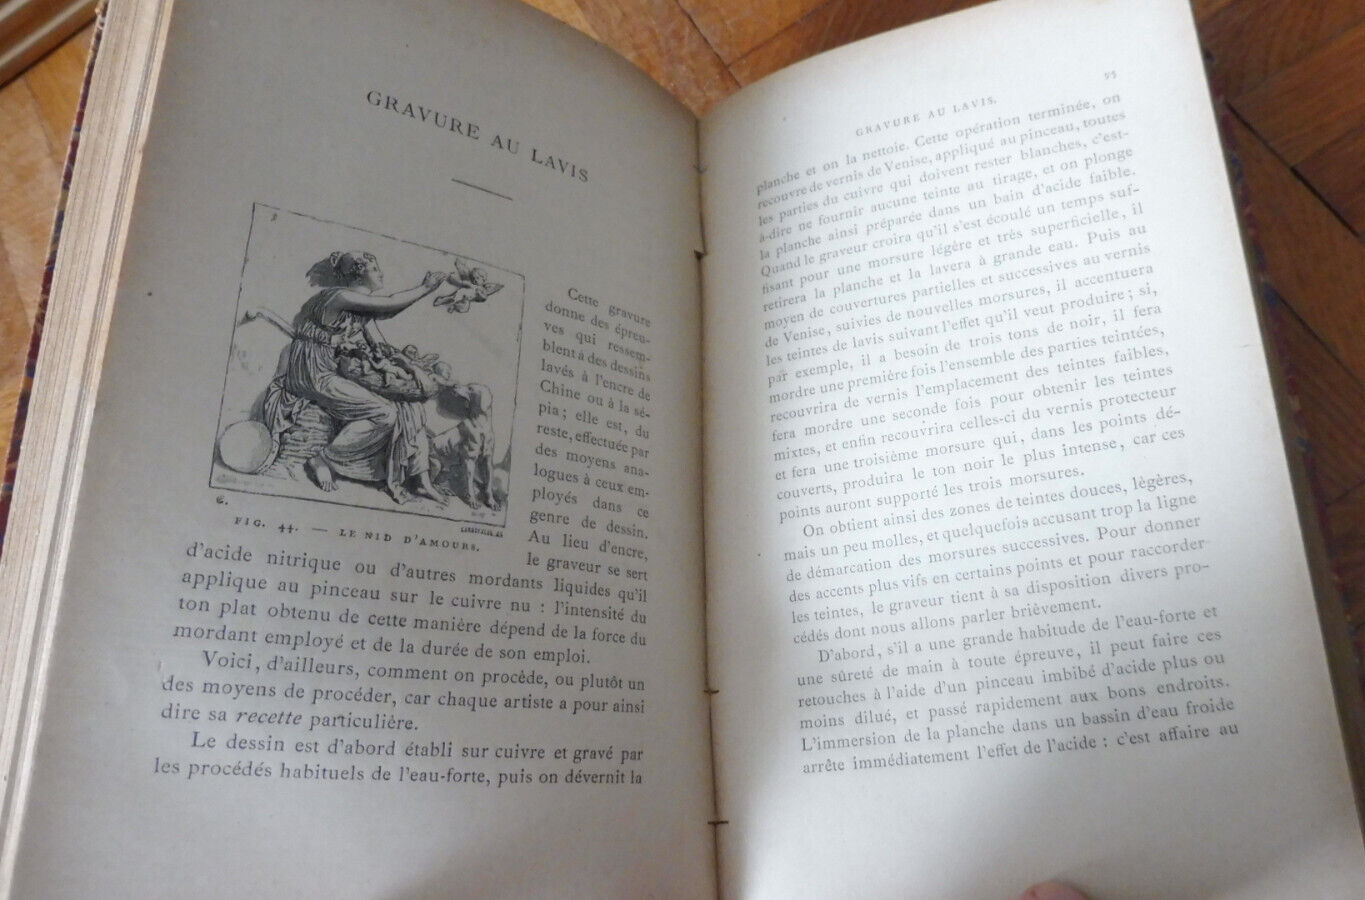 GRAVURE AU LAVIS
Cette gravure
donne des épreu-
ves qui ressem-
blent à des dessins
lavés à l'encre de
Chine ou à la sé-
pia; elle est, du
reste, effectuée par
des moyens ana-
logues à ceux em-
ployés dans ce
genre de dessin.
Au lieu d'encre,
le graveur se sert
G.
FIG. 44. — LE NID D'AMOURS.
d'acide nitrique ou d'autres mordants liquides qu'il
applique au pinceau sur le cuivre nu : l'intensité du
ton plat obtenu de cette manière dépend de la force du
mordant employé et de la durée de son emploi.
Voici, d'ailleurs, comment on procède, ou plutôt un
des moyens de procéder, car chaque artiste a pour ainsi
dire sa recette particulière.
Le dessin est d'abord établi sur cuivre et gravé par
les procédés habituels de l'eau-forte, puis on dévernit la
GRAVURE AU LAVIS. 95
planche et on la nettoie. Cette opération terminée, on
recouvre de vernis de Venise, appliqué au pinceau, toutes
les parties du cuivre qui doivent rester blanches, c'est-
à-dire ne fournir aucune teinte au tirage, et on plonge
la planche ainsi préparée dans un bain d'acide faible.
Quand le graveur croira qu'il s'est écoulé un temps suf-
fisant pour une morsure légère et très superficielle, il
retirera la planche et la lavera à grande eau. Puis au
moyen de couvertures partielles et successives au vernis
de Venise, suivies de nouvelles morsures, il accentuera
les teintes de lavis suivant l'effet qu'il veut produire; si,
par exemple, il a besoin de trois tons de noir, il fera
mordre une première fois l'ensemble des parties teintées,
recouvrira de vernis l'emplacement des teintes faibles,
fera mordre une seconde fois pour obtenir les teintes
mixtes, et enfin recouvrira celles-ci du vernis protecteur
et fera une troisième morsure qui, dans les points dé-
couverts, produira le ton noir le plus intense, car ces
points auront supporté les trois morsures.
On obtient ainsi des zones de teintes douces, légères,
mais un peu molles, et quelquefois accusant trop la ligne
de démarcation des morsures successives. Pour donner
des accents plus vifs en certains points et pour raccorder
les teintes, le graveur tient à sa disposition divers pro-
cédés dont nous allons parler brièvement.
D'abord, s'il a une grande habitude de l'eau-forte et
une sûreté de main à toute épreuve, il peut faire ces
retouches à l'aide d'un pinceau imbibé d'acide plus ou
moins dilué, et passé rapidement aux bons endroits.
L'immersion de la planche dans un bassin d'eau froide
arrête immédiatement l'effet de l'acide : c'est affaire au